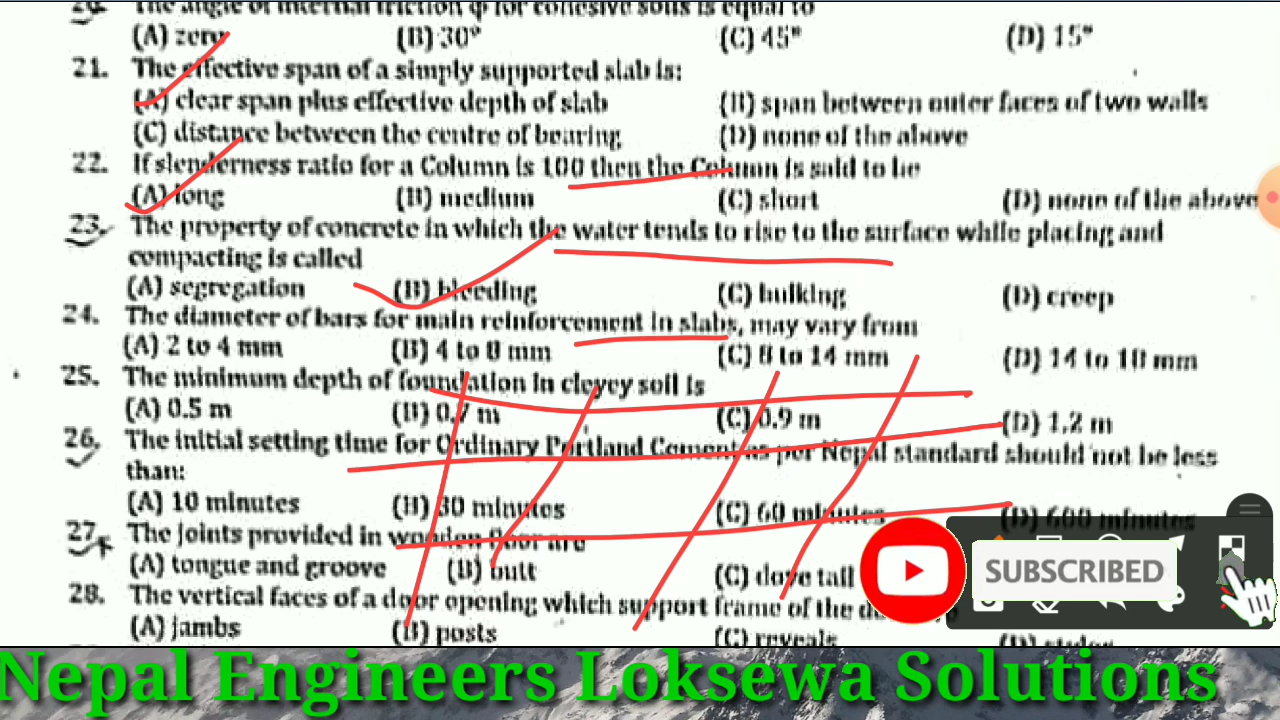 20. The angle of internal friction φ for cohesive soils is equal to
(A) zero (B) 30° (C) 45° (D) 15°
21. The effective span of a simply supported slab is:
(A) clear span plus effective depth of slab (B) span between outer faces of two walls
(C) distance between the centre of bearing (D) none of the above
22. If slenderness ratio for a Column is 100 then the Column is said to be
(A) long (B) medium (C) short (D) none of the above
23. The property of concrete in which the water tends to rise to the surface while placing and
compacting is called
(A) segregation (B) bleeding (C) bulking (D) creep
24. The diameter of bars for main reinforcement in slabs, may vary from
(A) 2 to 4 mm (B) 4 to 8 mm (C) 8 to 14 mm (D) 14 to 18 mm
25. The minimum depth of foundation in cleyey soil is
(A) 0.5 m (B) 0.7 m (C) 0.9 m (D) 1.2 m
26. The initial setting time for Ordinary Portland Cement as per Nepal standard should not be less
than:
(A) 10 minutes (B) 30 minutes (C) 60 minutes (D) 600 minutes
27. The joints provided in wooden floor are
(A) tongue and groove (B) butt (C) dove tail
28. The vertical faces of a door opening which support frame of the
(A) jambs (B) posts (C) reveals (D)
SUBSCRIBED
Nepal Engineers Loksewa Solutions